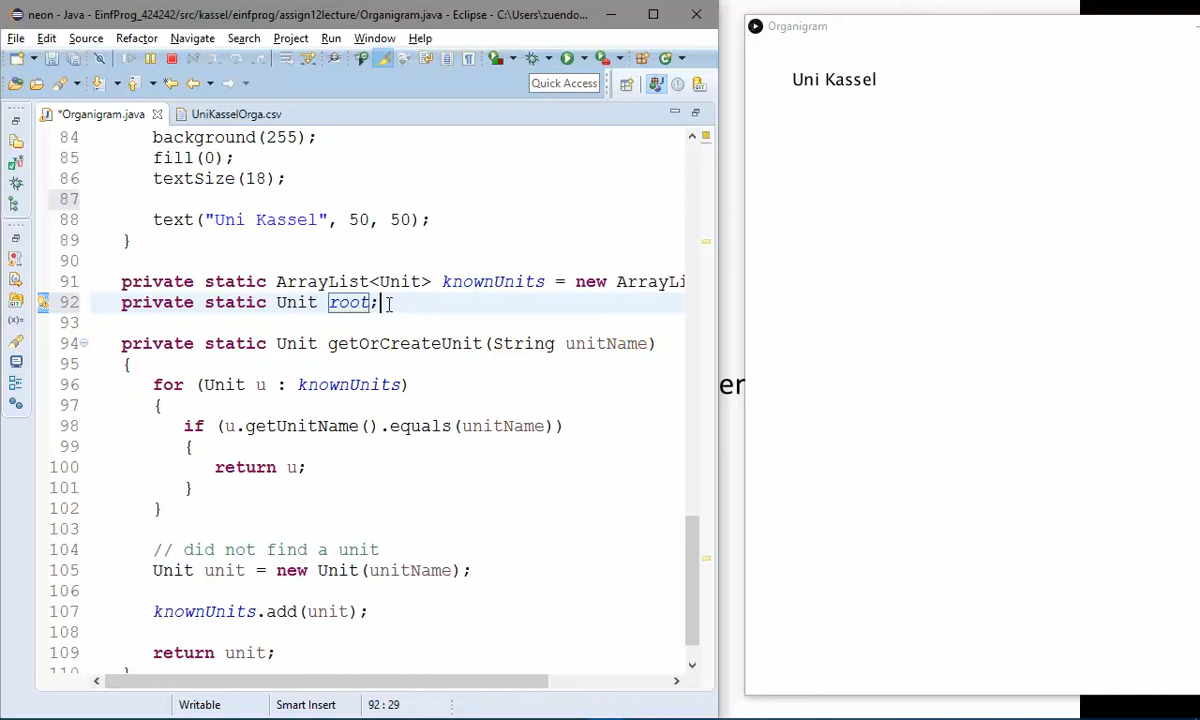 neon - Java - EinfProg_424242/src/kassel/einfprog/assign12lecture/Organigram.java - Eclipse - C:\Users\zuendo...
File Edit Source Refactor Navigate Search Project Run Window Help
Quick Access
*Organigram.java
UniKasselOrga.csv
84 background(255);
85 fill(0);
86 textSize(18);
87
88 text("Uni Kassel", 50, 50);
89 }
90
91 private static ArrayList<Unit> knownUnits = new ArrayLi
92 private static Unit root;
93
94 private static Unit getOrCreateUnit(String unitName)
95 {
96 for (Unit u : knownUnits)
97 {
98 if (u.getUnitName().equals(unitName))
99 {
100 return u;
101 }
102 }
103
104 // did not find a unit
105 Unit unit = new Unit(unitName);
106
107 knownUnits.add(unit);
108
109 return unit;
110 }
Writable Smart Insert 92 : 29
er
Organigram
Uni Kassel